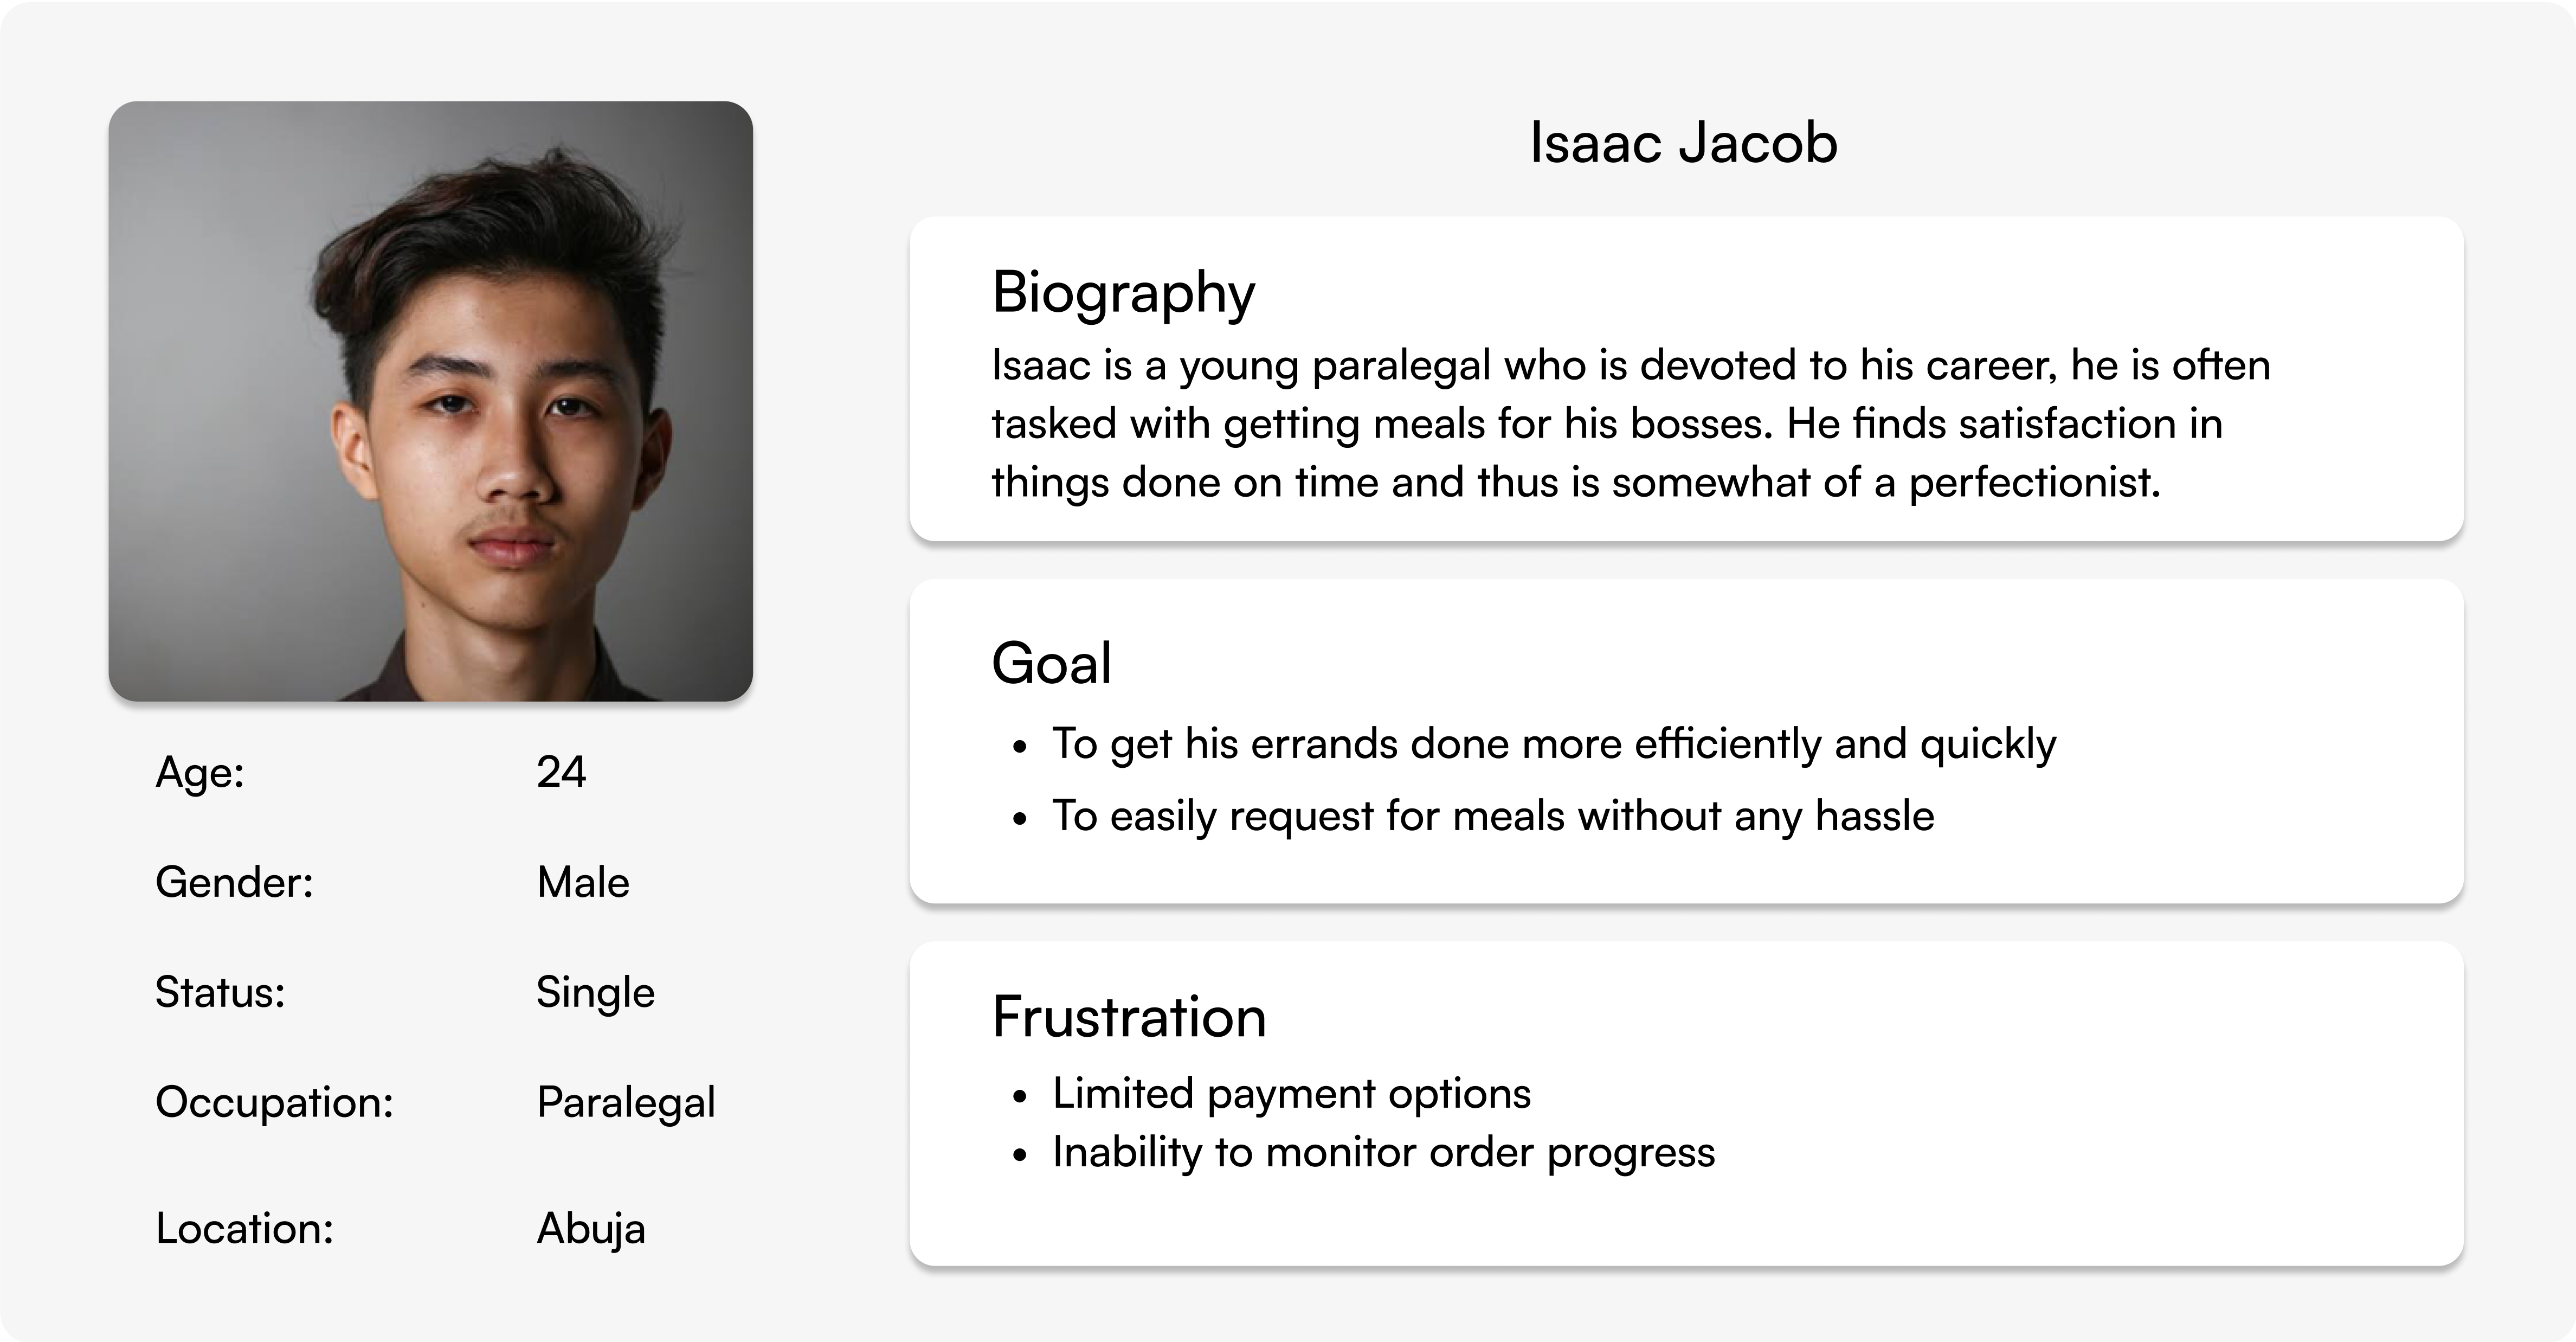 Isaac Jacob
Biography
Isaac is a young paralegal who is devoted to his career, he is often
tasked with getting meals for his bosses. He finds satisfaction in
things done on time and thus is somewhat of a perfectionist.
Goal
• To get his errands done more efficiently and quickly
• To easily request for meals without any hassle
Frustration
• Limited payment options
• Inability to monitor order progress
Age: 24
Gender: Male
Status: Single
Occupation: Paralegal
Location: Abuja